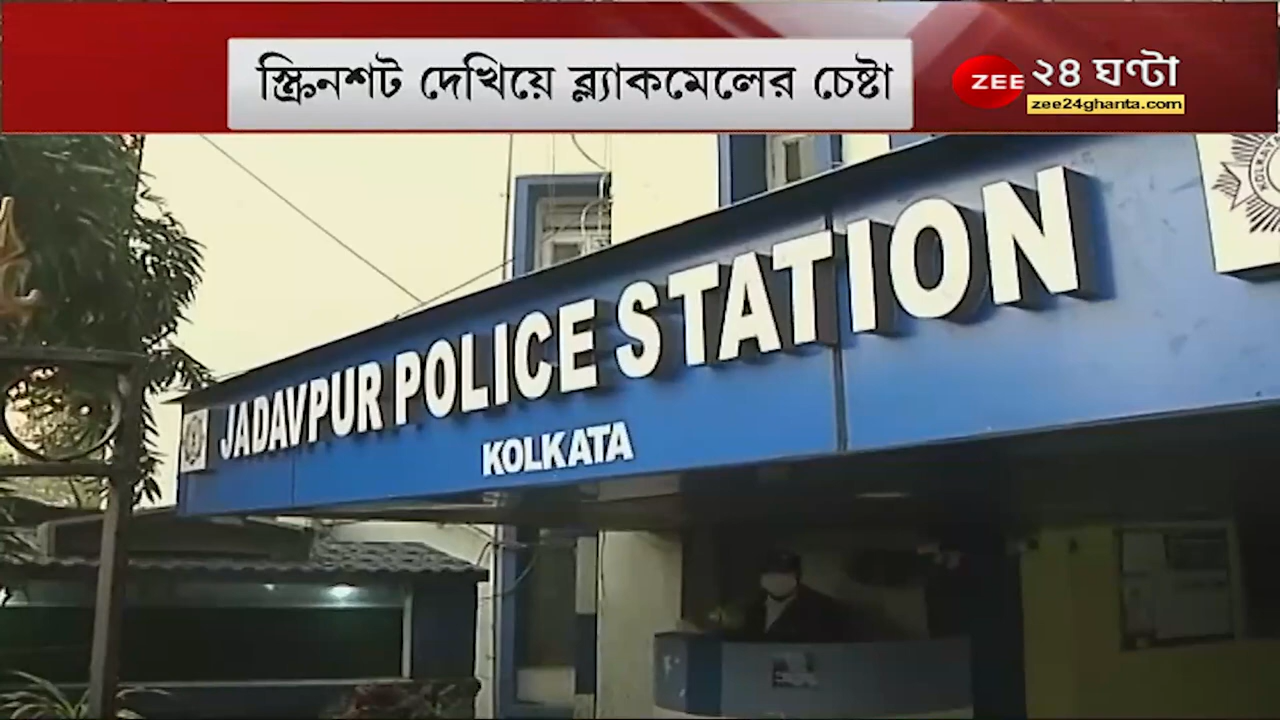 স্ক্রিনশট দেখিয়ে ব্ল্যাকমেলের চেষ্টা
ZEE ২৪ ঘণ্টা
zee24ghanta.com
JADAVPUR POLICE STATION
KOLKATA